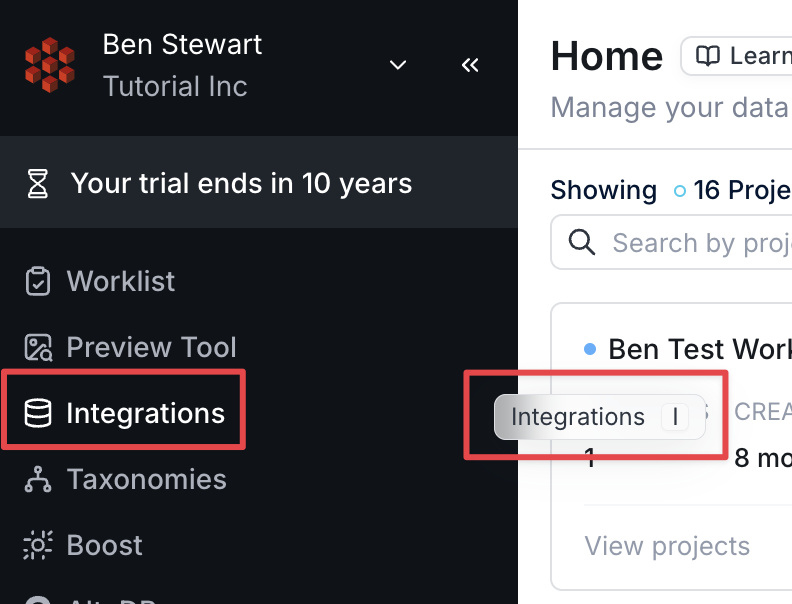 Ben Stewart
Tutorial Inc
Your trial ends in 10 years
Worklist
Preview Tool
Integrations
Taxonomies
Boost
Home
Learn
Manage your data
Showing 16 Proje
Search by proj
Ben Test Work
Integrations I
S CREA
1 8 mo
View projects